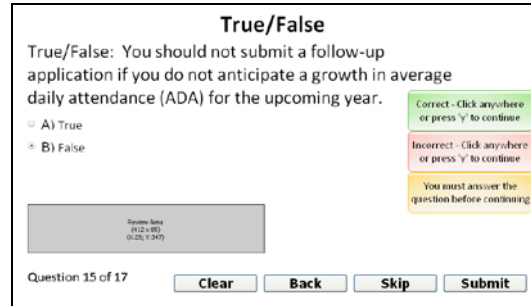 True/False
True/False: You should not submit a follow-up
application if you do not anticipate a growth in average
daily attendance (ADA) for the upcoming year.
A) True
B) False
Correct - Click anywhere
or press 'y' to continue
Incorrect - Click anywhere
or press 'y' to continue
You must answer the
question before continuing
Review Area
Question 15 of 17
Clear
Back
Skip
Submit